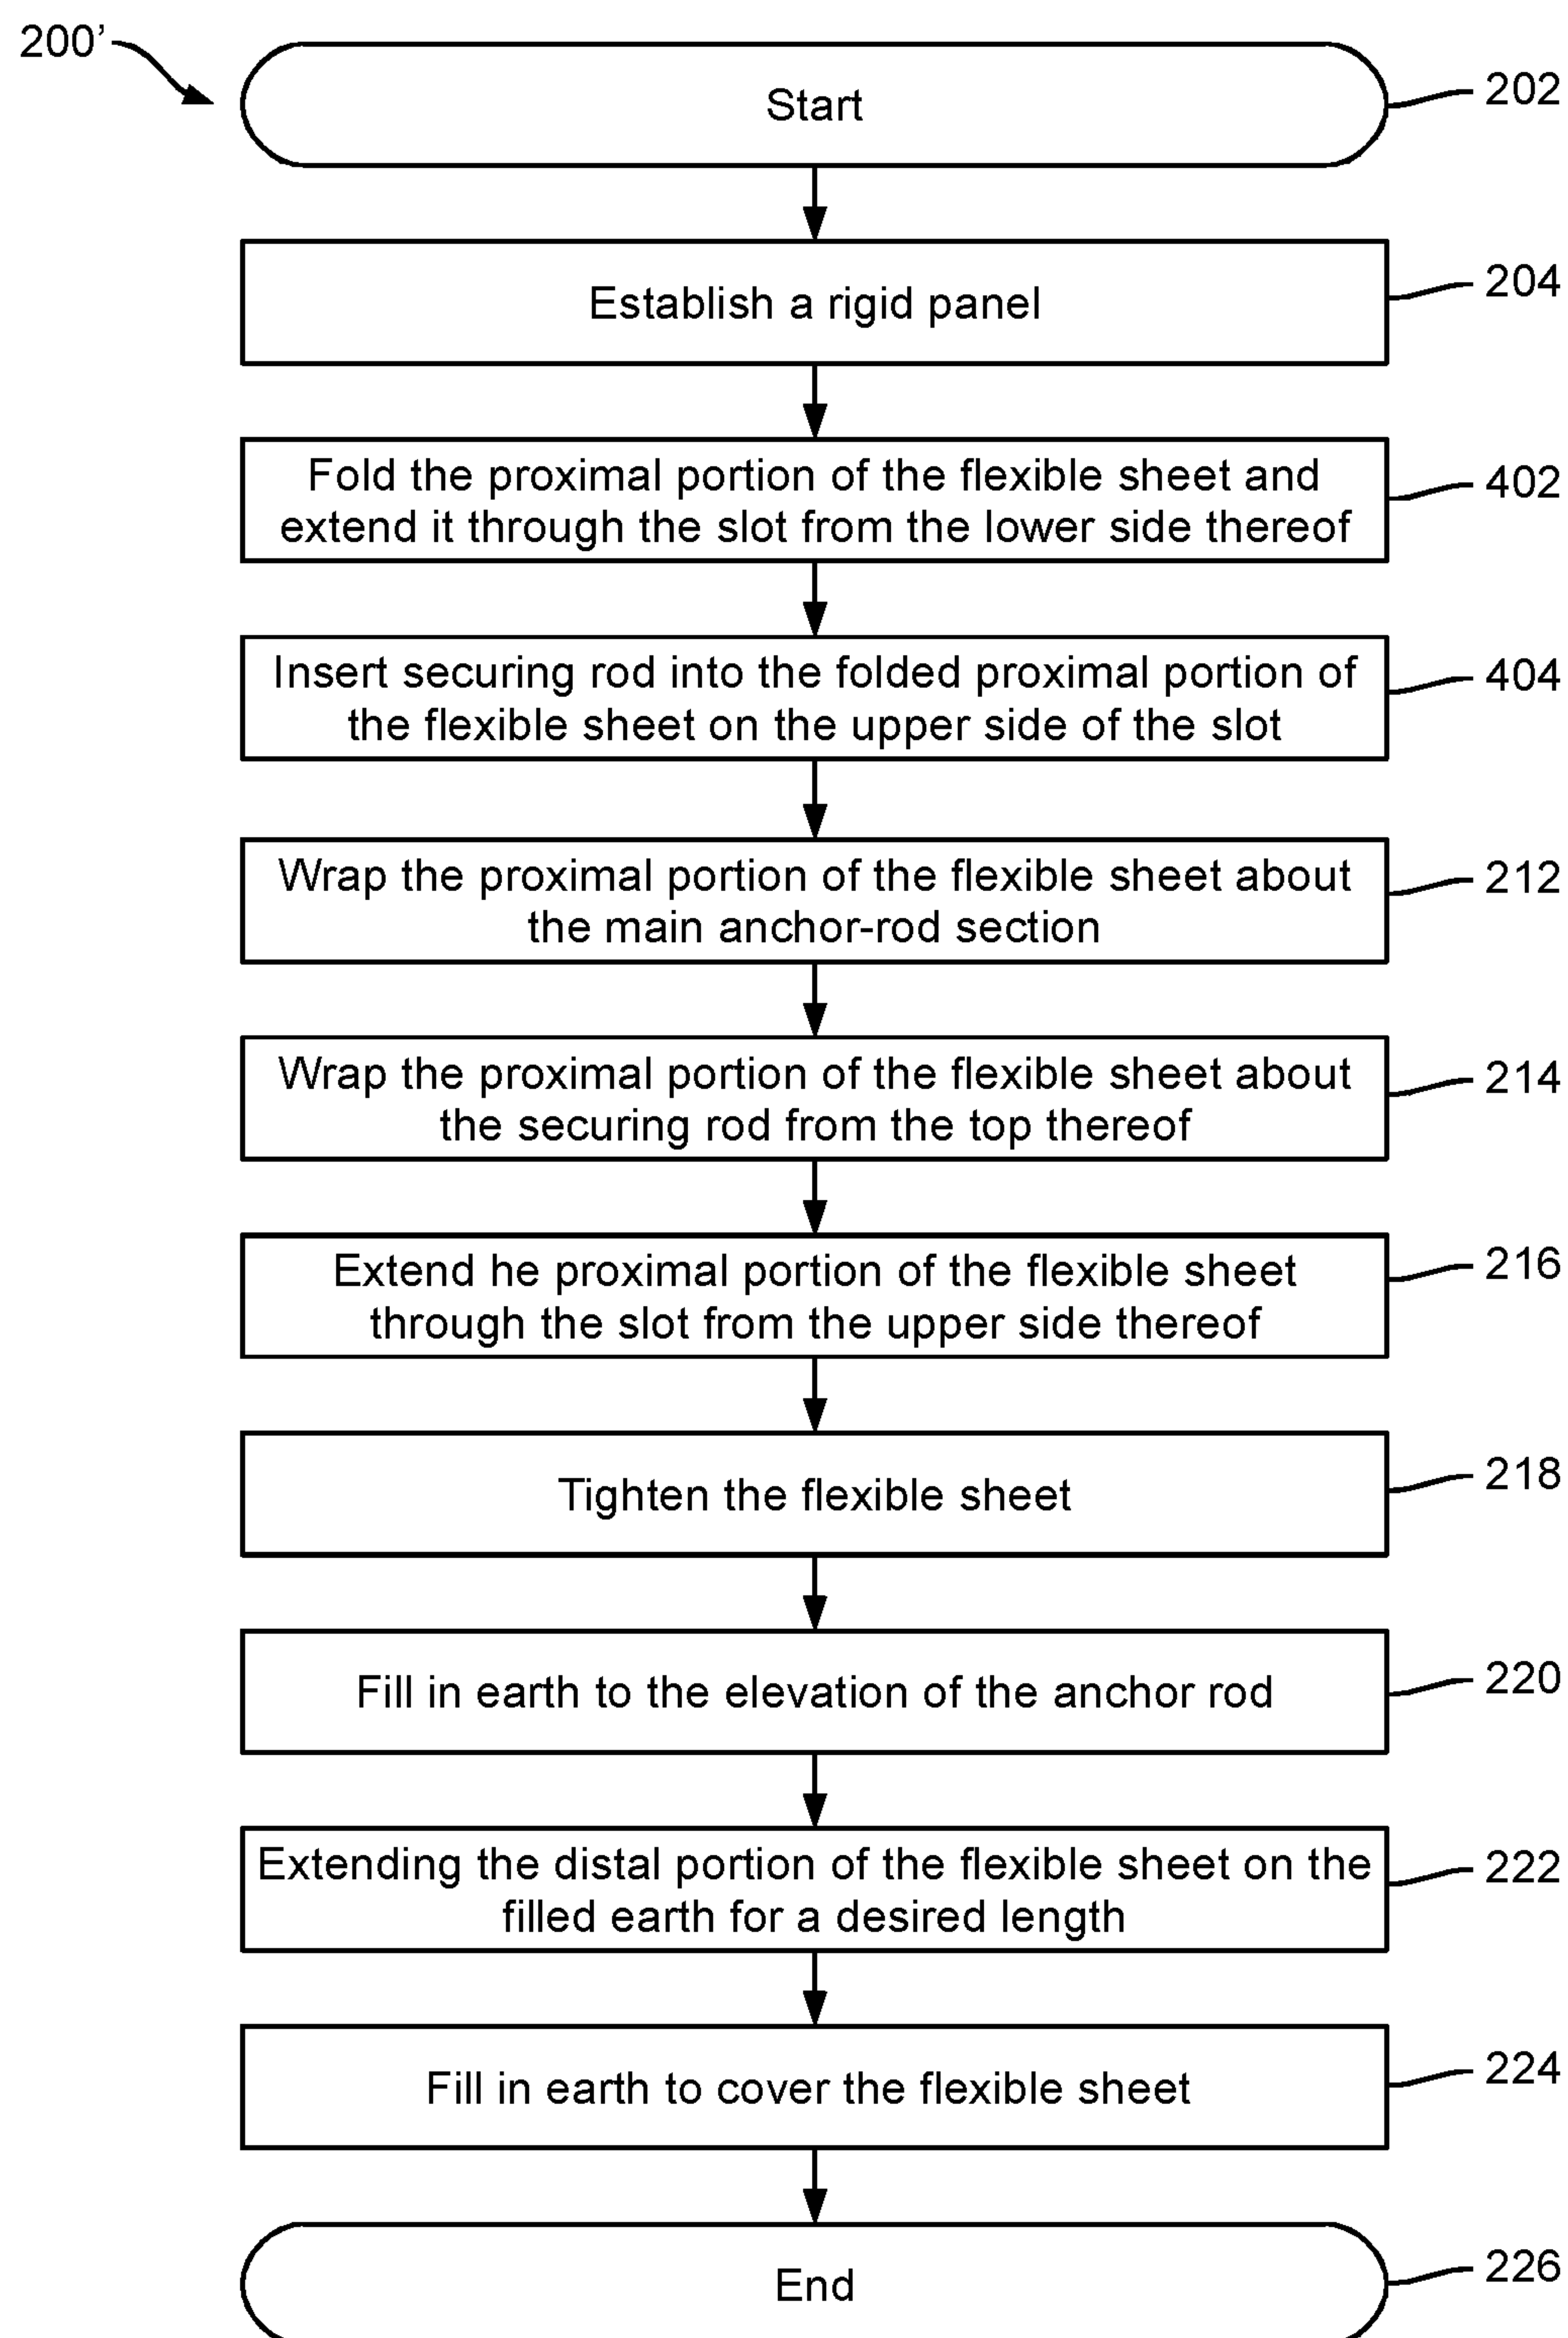 200’
Start
202
Establish a rigid panel
204
Fold the proximal portion of the flexible sheet and
extend it through the slot from the lower side thereof
402
Insert securing rod into the folded proximal portion of
the flexible sheet on the upper side of the slot
404
Wrap the proximal portion of the flexible sheet about
the main anchor-rod section
212
Wrap the proximal portion of the flexible sheet about
the securing rod from the top thereof
214
Extend he proximal portion of the flexible sheet
through the slot from the upper side thereof
216
Tighten the flexible sheet
218
Fill in earth to the elevation of the anchor rod
220
Extending the distal portion of the flexible sheet on the
filled earth for a desired length
222
Fill in earth to cover the flexible sheet
224
End
226